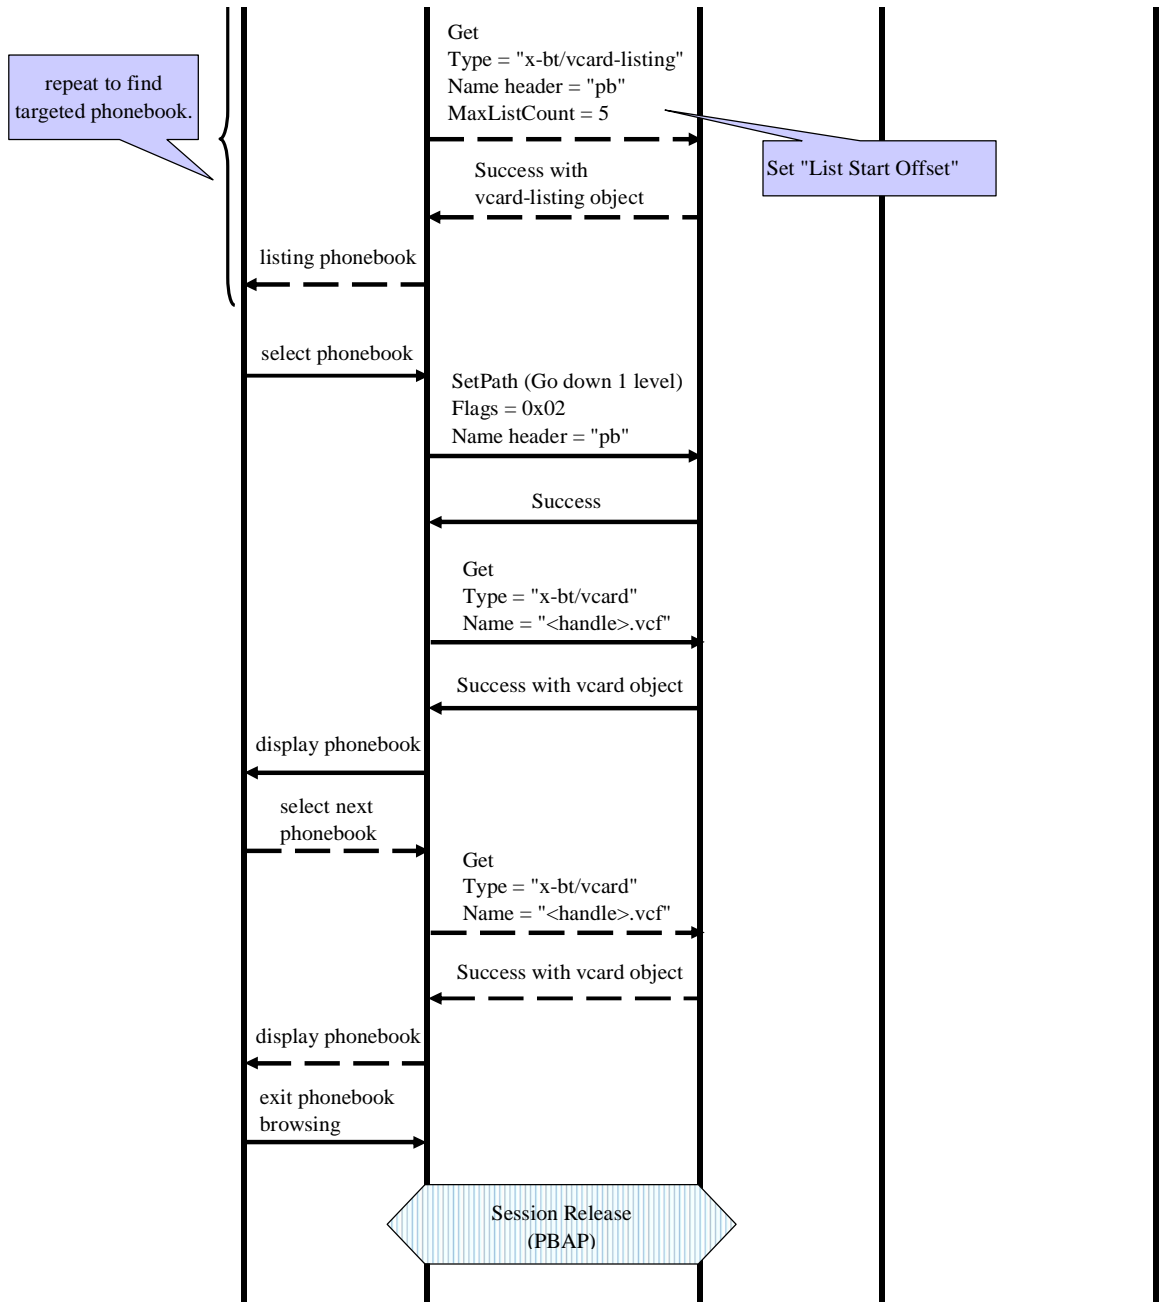 Get
Type = "x-bt/vcard-listing"
Name header = "pb"
MaxListCount = 5
repeat to find
targeted phonebook.
Set "List Start Offset"
Success with
vcard-listing object
listing phonebook
select phonebook
SetPath (Go down 1 level)
Flags = 0x02
Name header = "pb"
Success
Get
Type = "x-bt/vcard"
Name = "<handle>.vcf"
Success with vcard object
display phonebook
select next
phonebook
Get
Type = "x-bt/vcard"
Name = "<handle>.vcf"
Success with vcard object
display phonebook
exit phonebook
browsing
Session Release
(PBAP)